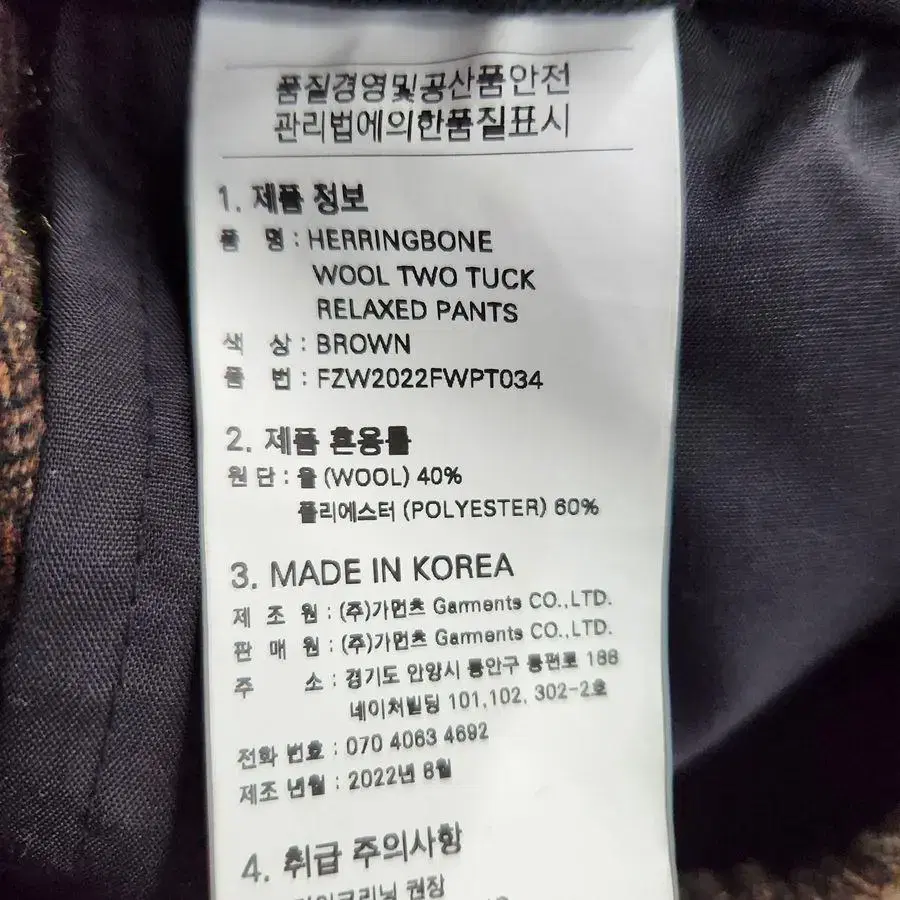 품질경영및공산품안전
관리법에의한품질표시
1. 제품 정보
품 명 : HERRINGBONE
WOOL TWO TUCK
RELAXED PANTS
색 상 : BROWN
품 번 : FZW2022FWPT034
2. 제품 혼용률
원 단 : 울 (WOOL) 40%
폴리에스터 (POLYESTER) 60%
3. MADE IN KOREA
제 조 원 : (주)가먼츠 Garments CO.,LTD.
판 매 원 : (주)가먼츠 Garments CO.,LTD.
주 소 : 경기도 안양시 동안구 동편로 188
네이처빌딩 101,102, 302-2호
전화 번호 : 070 4063 4692
제조 년월 : 2022년 8월
4. 취급 주의사항
권장